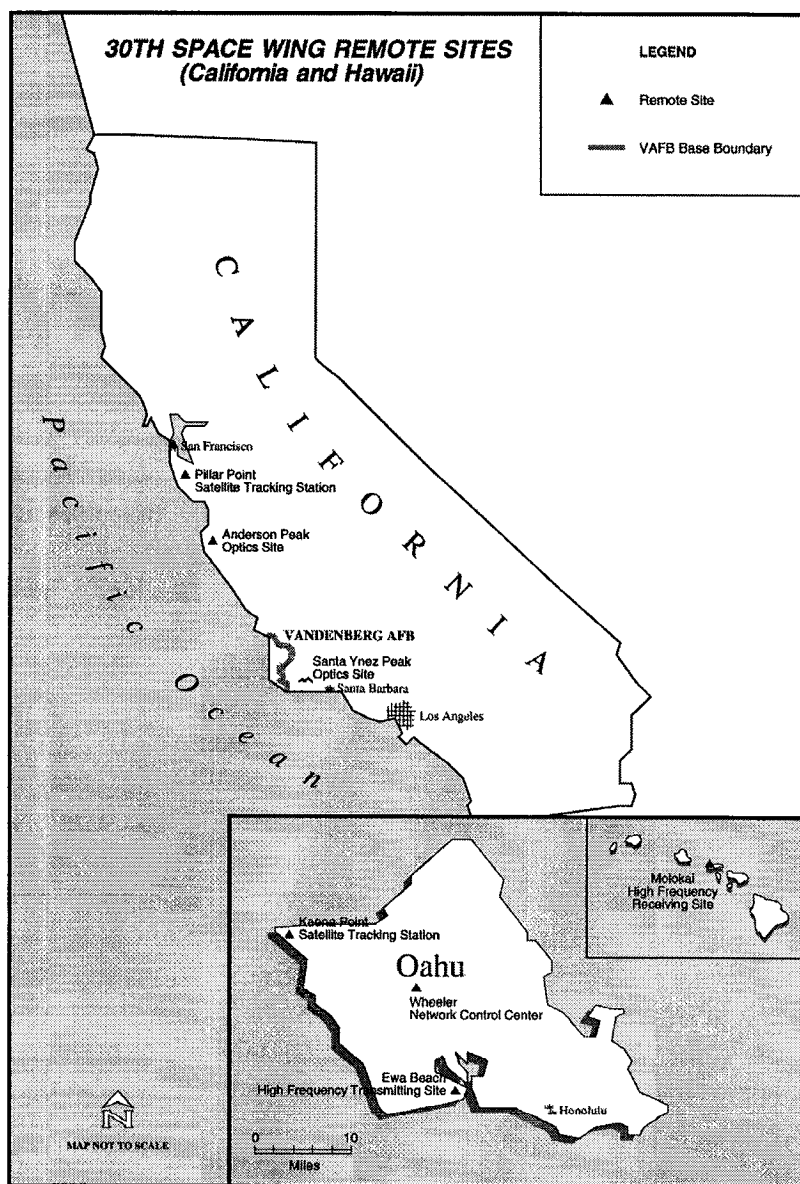 30TH SPACE WING REMOTE SITES
(California and Hawaii)
LEGEND
Remote Site
VAFB Base Boundary
CALIFORNIA
Pacific Ocean
San Francisco
Pillar Point
Satellite Tracking Station
Anderson Peak
Optics Site
VANDENBERG AFB
Santa Ynez Peak
Optics Site
Santa Barbara
Los Angeles
Molokai
High Frequency
Receiving Site
Kaena Point
Satellite Tracking Station
Oahu
Wheeler
Network Control Center
Ewa Beach
High Frequency Transmitting Site
Honolulu
N
MAP NOT TO SCALE
0 10
Miles